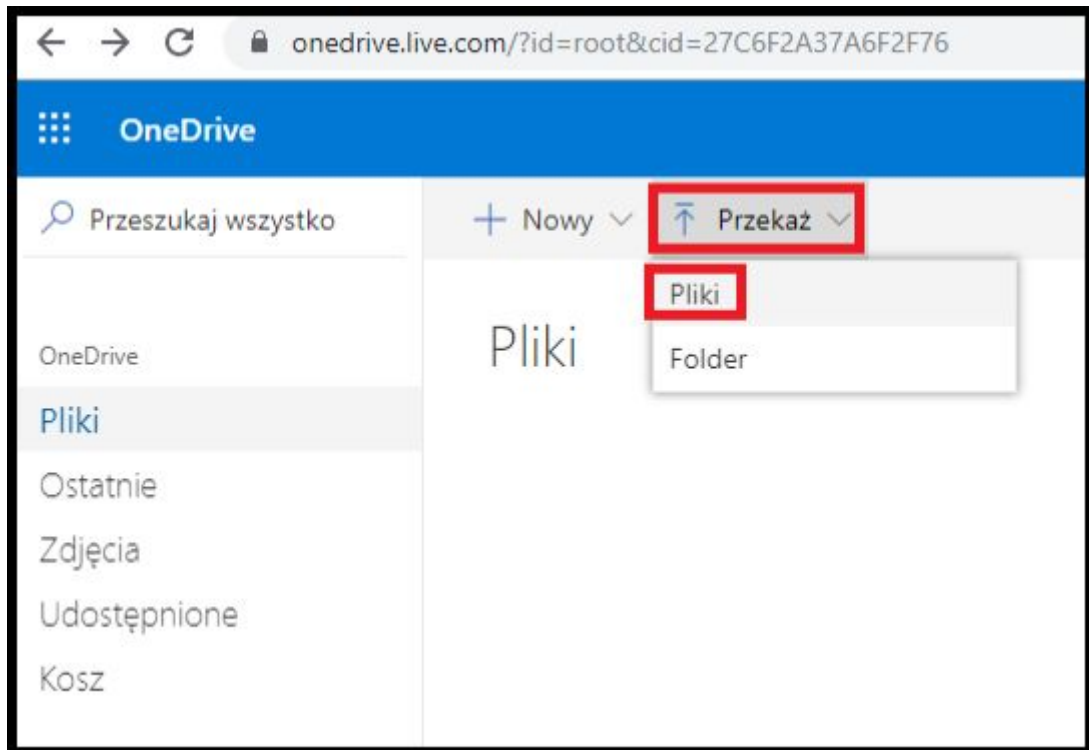 onedrive.live.com/?id=root&cid=27C6F2A37A6F2F76
OneDrive
Przeszukaj wszystko
Nowy
Przekaż
Pliki
Folder
Pliki
OneDrive
Pliki
Ostatnie
Zdjęcia
Udostępnione
Kosz